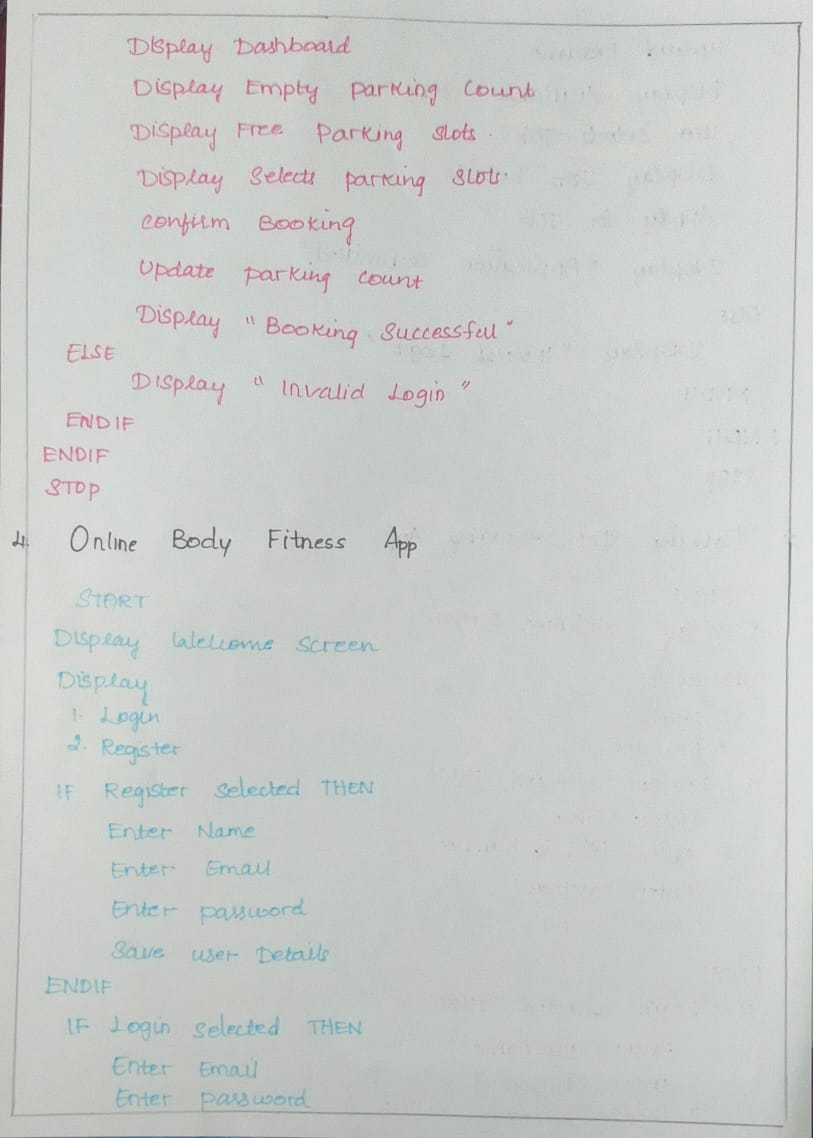 Display Dashboard
Display Empty parking count
Display Free Parking slots.
Display Selects parking slots.
confirm Booking
Update parking count
Display "Booking Successful"
ELSE
Display "Invalid Login"
ENDIF
ENDIF
STOP
4. Online Body Fitness App
START
Display Welcome Screen
Display
1. Login
2. Register
IF Register selected THEN
Enter Name
Enter Email
Enter password
Save user Details
ENDIF
IF Login selected THEN
Enter Email
Enter password